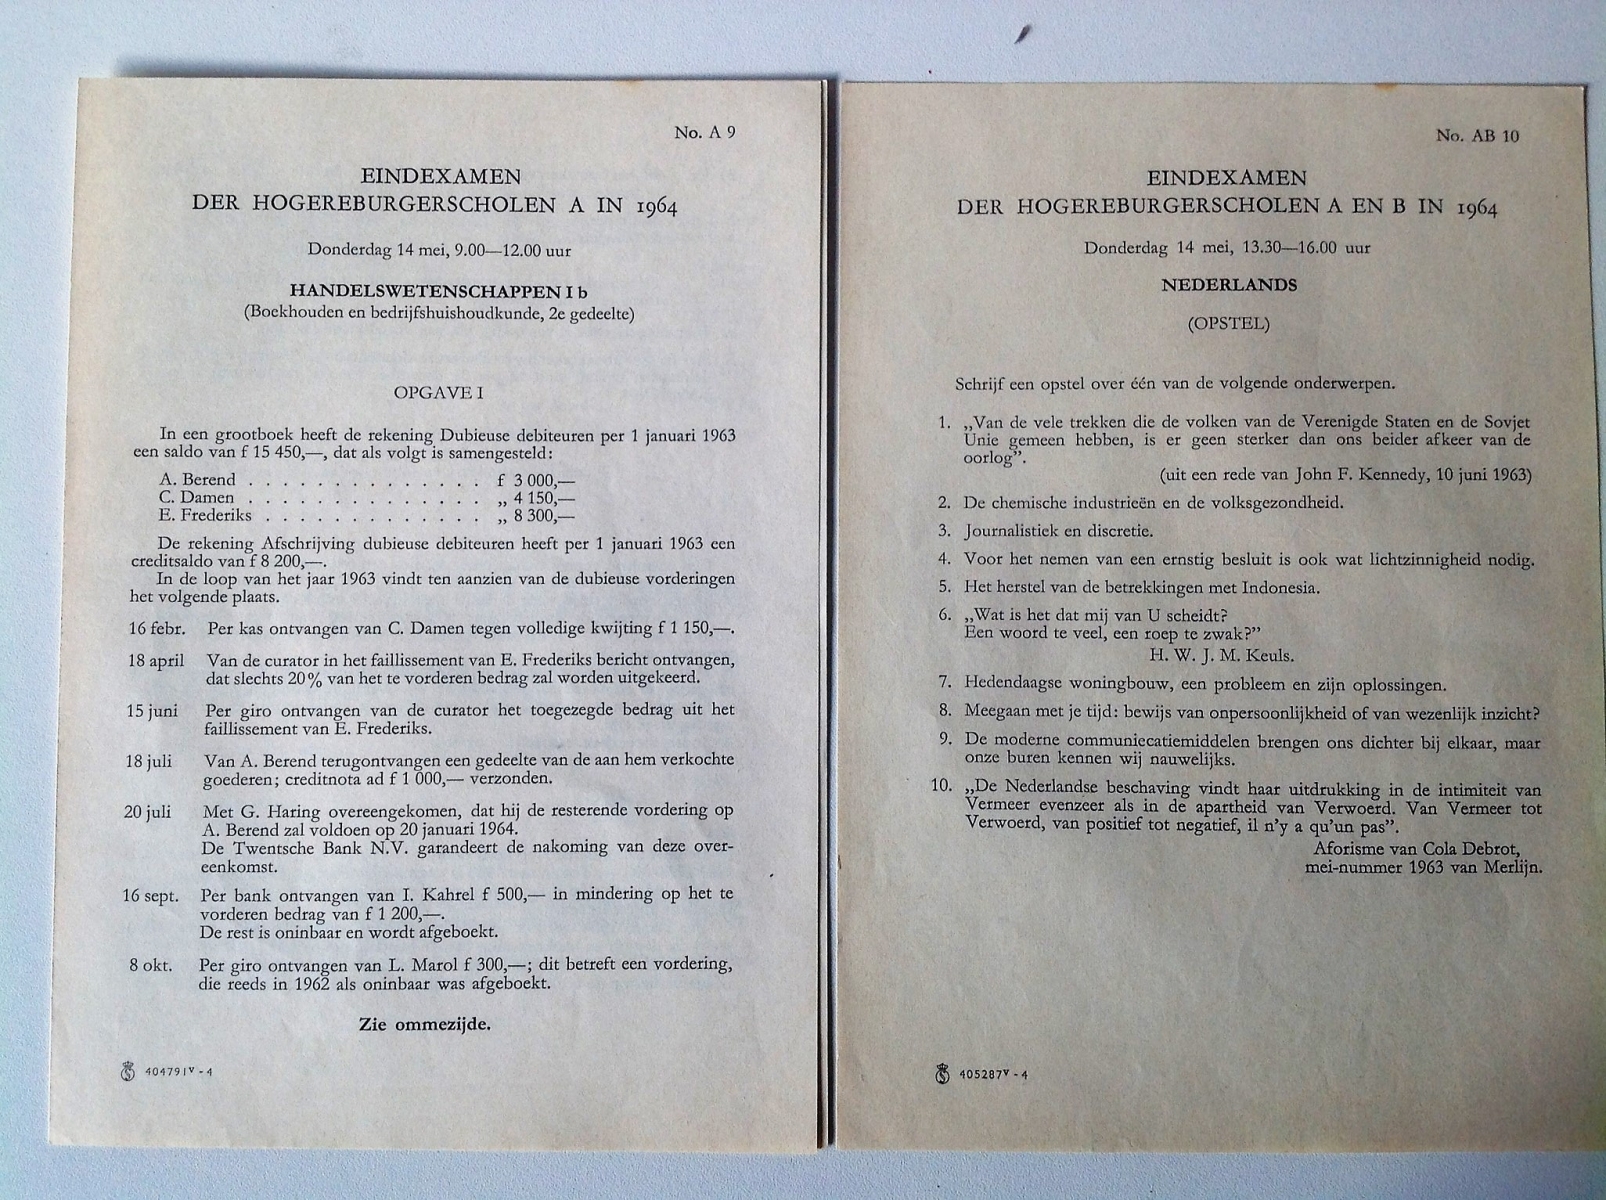 No. A 9
EINDEXAMEN
DER HOGEREBURGERSCHOLEN A IN 1964
Donderdag 14 mei, 9.00—12.00 uur
HANDELSWETENSCHAPPEN I b
(Boekhouden en bedrijfshuishoudkunde, 2e gedeelte)
OPGAVE I
In een grootboek heeft de rekening Dubieuse debiteuren per 1 januari 1963
een saldo van f 15 450,—, dat als volgt is samengesteld:
A. Berend . . . . . . . . . . . . . . f 3 000,—
C. Damen . . . . . . . . . . . . . . „ 4 150,—
E. Frederiks . . . . . . . . . . . . . „ 8 300,—
De rekening Afschrijving dubieuse debiteuren heeft per 1 januari 1963 een
creditsaldo van f 8 200,—.
In de loop van het jaar 1963 vindt ten aanzien van de dubieuse vorderingen
het volgende plaats.
16 febr. Per kas ontvangen van C. Damen tegen volledige kwijting f 1 150,—.
18 april Van de curator in het faillissement van E. Frederiks bericht ontvangen,
dat slechts 20% van het te vorderen bedrag zal worden uitgekeerd.
15 juni Per giro ontvangen van de curator het toegezegde bedrag uit het
faillissement van E. Frederiks.
18 juli Van A. Berend terugontvangen een gedeelte van de aan hem verkochte
goederen; creditnota ad f 1 000,— verzonden.
20 juli Met G. Haring overeengekomen, dat hij de resterende vordering op
A. Berend zal voldoen op 20 januari 1964.
De Twentsche Bank N.V. garandeert de nakoming van deze over-
eenkomst.
16 sept. Per bank ontvangen van I. Kahrel f 500,— in mindering op het te
vorderen bedrag van f 1 200,—.
De rest is oninbaar en wordt afgeboekt.
8 okt. Per giro ontvangen van L. Marol f 300,—; dit betreft een vordering,
die reeds in 1962 als oninbaar was afgeboekt.
Zie ommezijde.
404791V - 4
No. AB 10
EINDEXAMEN
DER HOGEREBURGERSCHOLEN A EN B IN 1964
Donderdag 14 mei, 13.30—16.00 uur
NEDERLANDS
(OPSTEL)
Schrijf een opstel over één van de volgende onderwerpen.
1. „Van de vele trekken die de volken van de Verenigde Staten en de Sovjet
Unie gemeen hebben, is er geen sterker dan ons beider afkeer van de
oorlog”.
(uit een rede van John F. Kennedy, 10 juni 1963)
2. De chemische industrieën en de volksgezondheid.
3. Journalistiek en discretie.
4. Voor het nemen van een ernstig besluit is ook wat lichtzinnigheid nodig.
5. Het herstel van de betrekkingen met Indonesia.
6. „Wat is het dat mij van U scheidt?
Een woord te veel, een roep te zwak?”
H. W. J. M. Keuls.
7. Hedendaagse woningbouw, een probleem en zijn oplossingen.
8. Meegaan met je tijd: bewijs van onpersoonlijkheid of van wezenlijk inzicht?
9. De moderne communiecatiemiddelen brengen ons dichter bij elkaar, maar
onze buren kennen wij nauwelijks.
10. „De Nederlandse beschaving vindt haar uitdrukking in de intimiteit van
Vermeer evenzeer als in de apartheid van Verwoerd. Van Vermeer tot
Verwoerd, van positief tot negatief, il n'y a qu'un pas”.
Aforisme van Cola Debrot,
mei-nummer 1963 van Merlijn.
405287V - 4